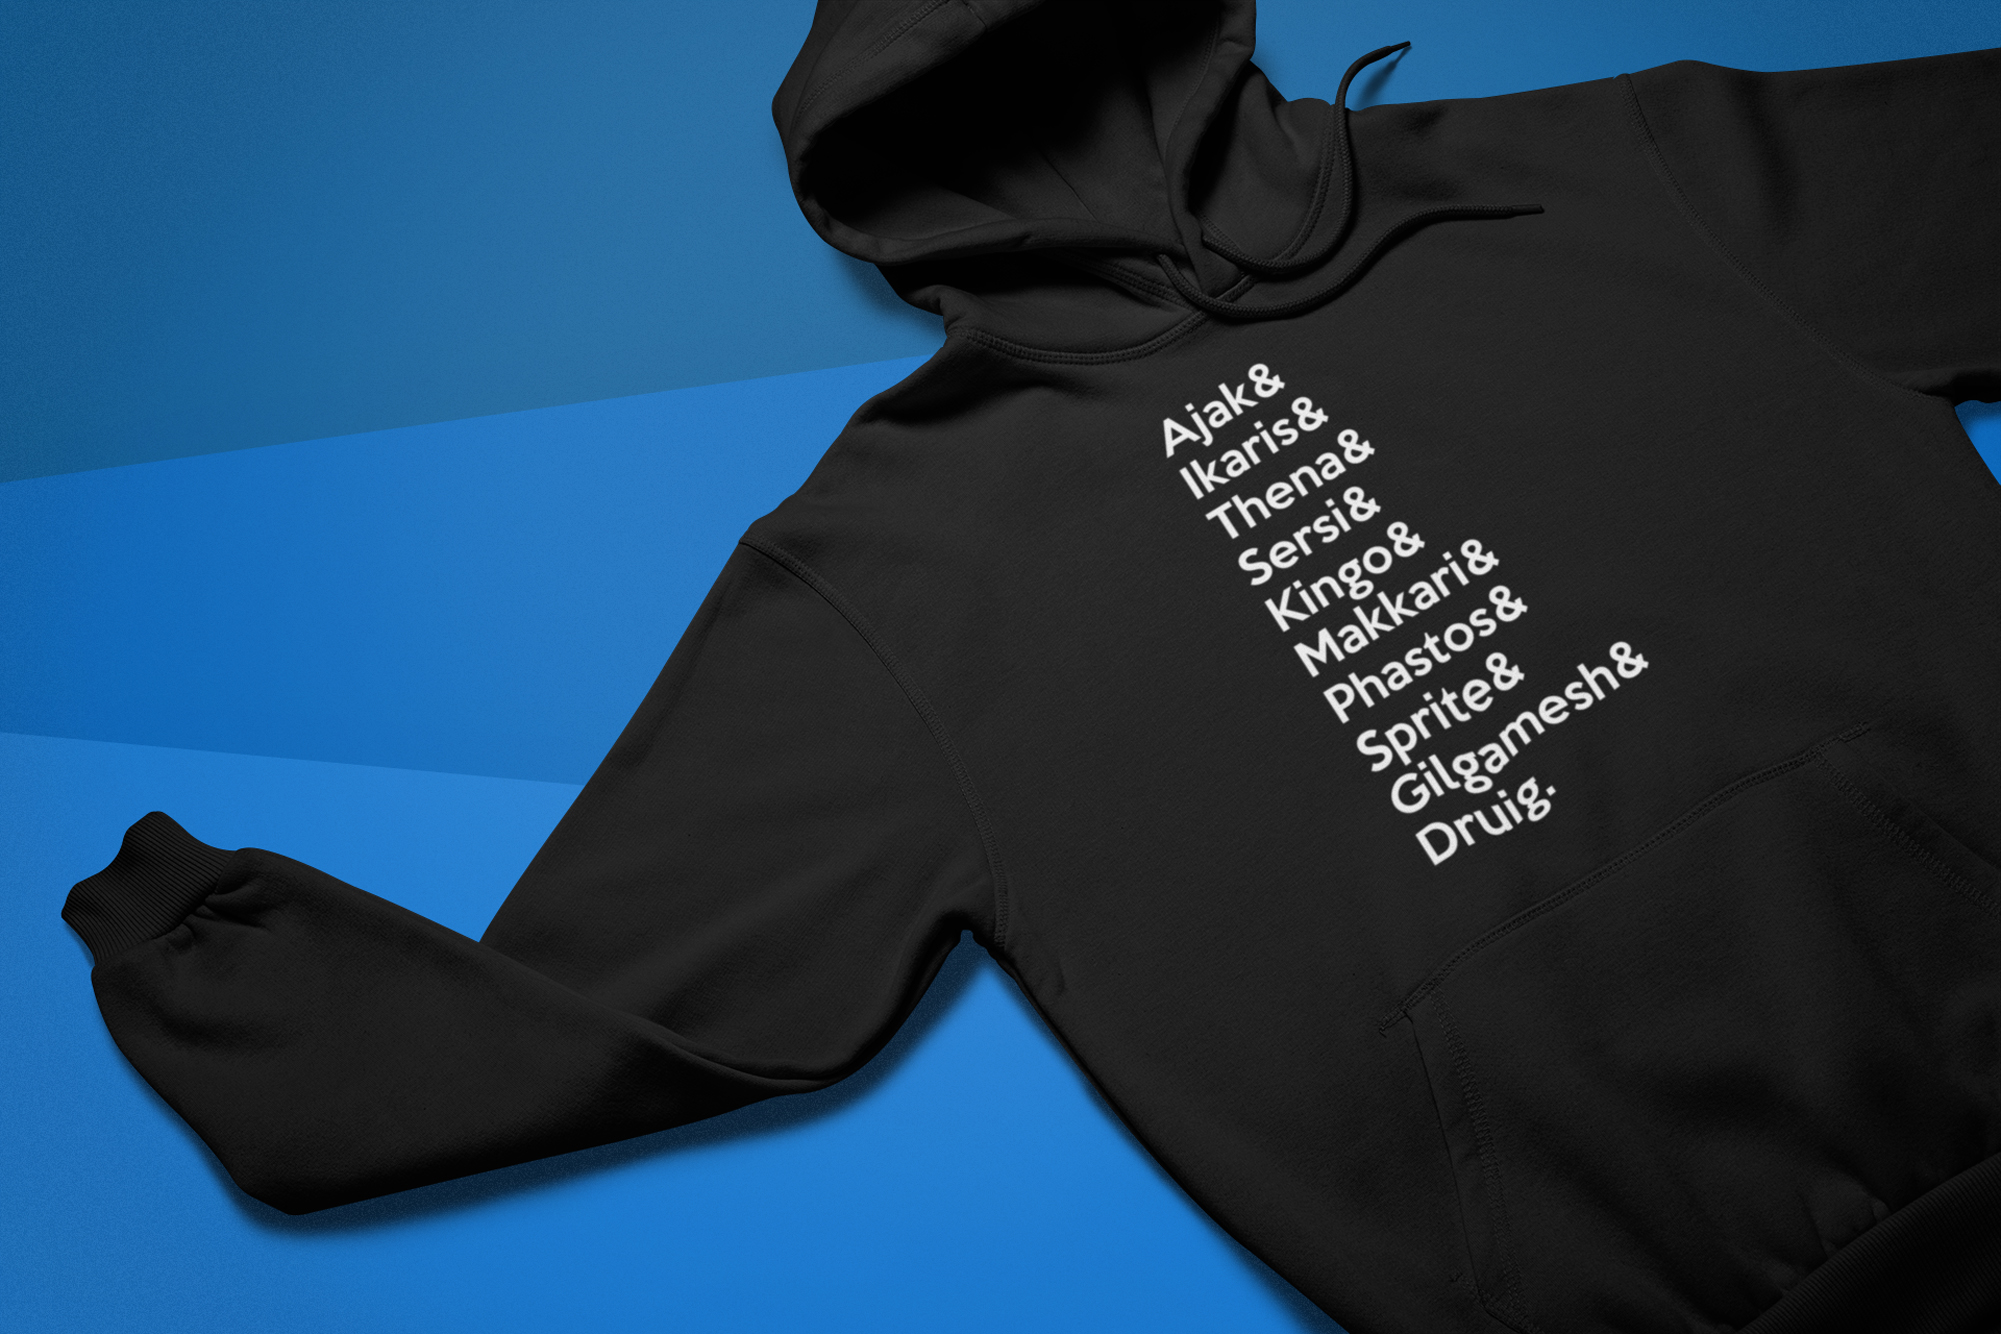 Ajak&
Ikaris&
Thena&
Sersi&
Kingo&
Makkari&
Phastos&
Sprite&
Gilgamesh&
Druig.